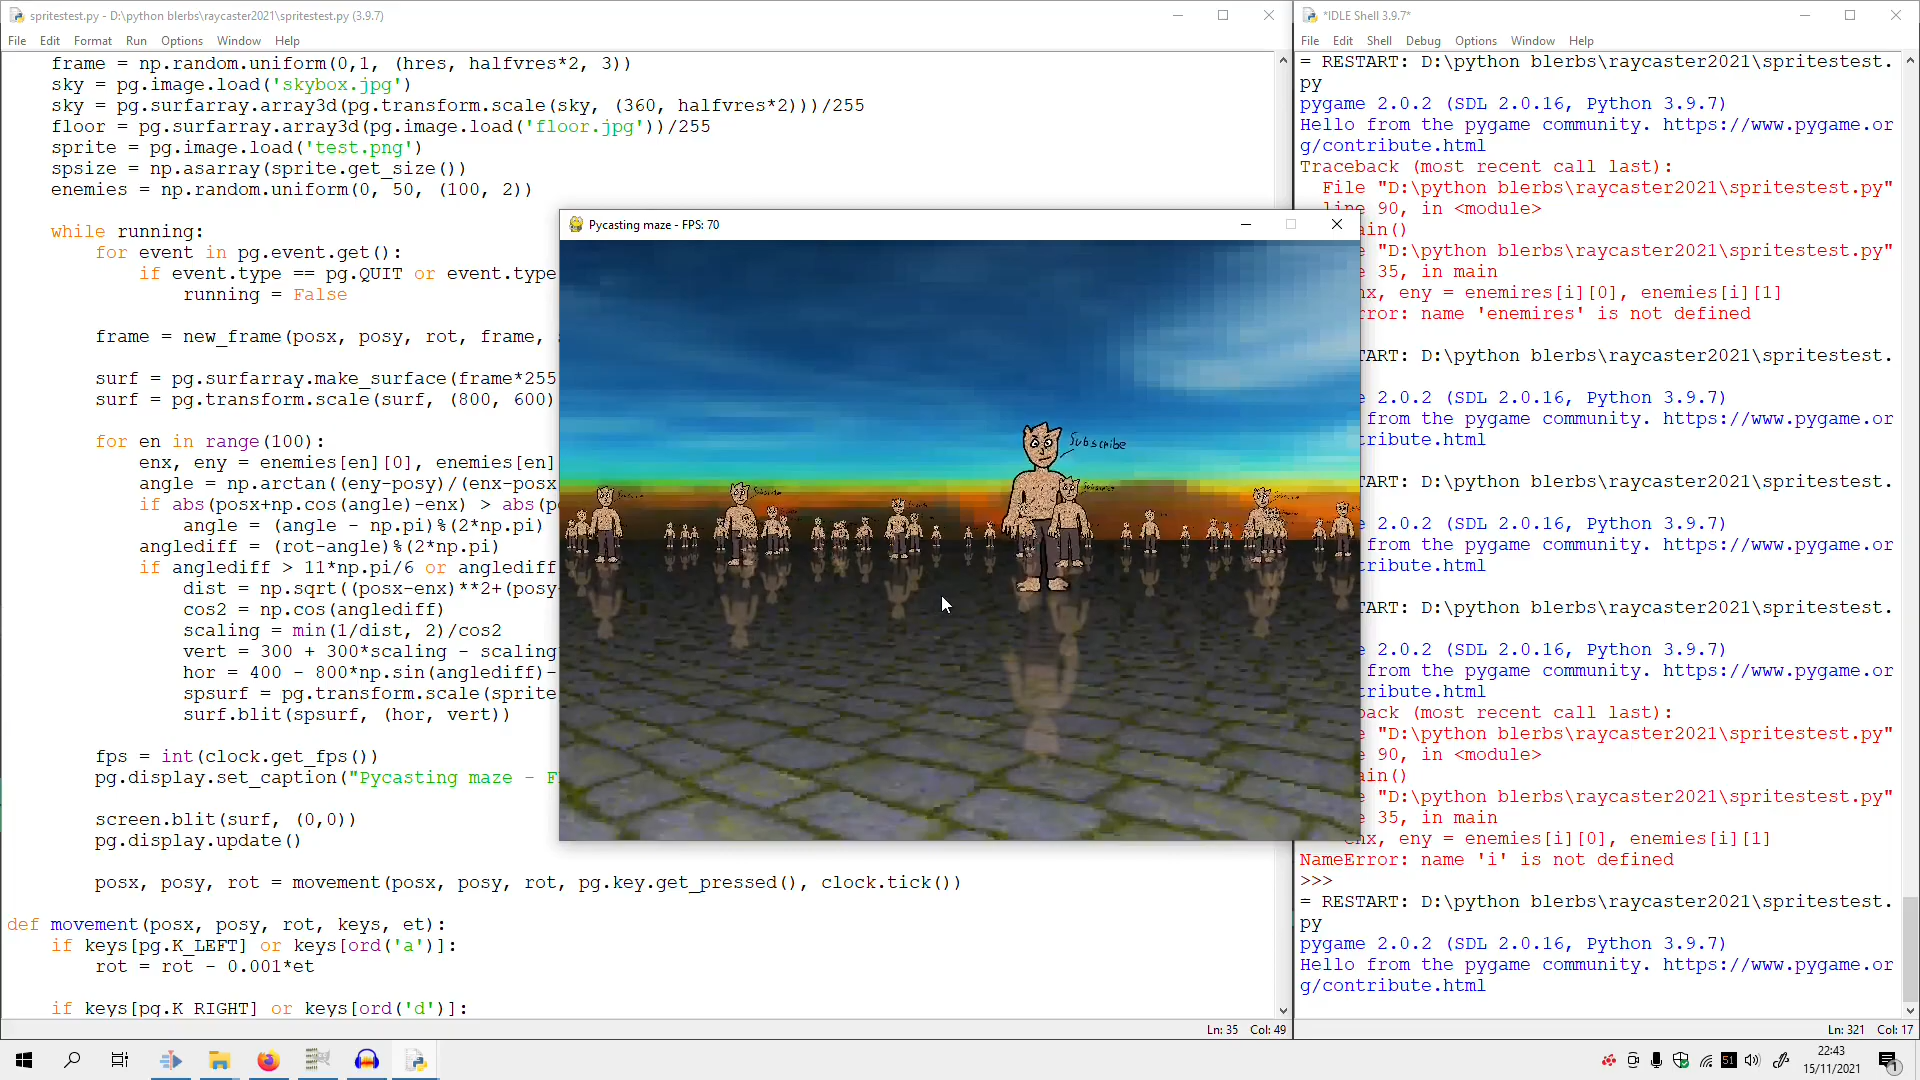 spritestest.py - D:\python blerbs\raycaster2021\spritestest.py (3.9.7)
File Edit Format Run Options Window Help
frame = np.random.uniform(0,1, (hres, halfvres*2, 3))
sky = pg.image.load('skybox.jpg')
sky = pg.surfarray.array3d(pg.transform.scale(sky, (360, halfvres*2)))/255
floor = pg.surfarray.array3d(pg.image.load('floor.jpg'))/255
sprite = pg.image.load('test.png')
spsize = np.asarray(sprite.get_size())
enemies = np.random.uniform(0, 50, (100, 2))
while running:
for event in pg.event.get():
if event.type == pg.QUIT or event.type
running = False
frame = new_frame(posx, posy, rot, frame,
surf = pg.surfarray.make_surface(frame*255
surf = pg.transform.scale(surf, (800, 600)
for en in range(100):
enx, eny = enemies[en][0], enemies[en]
angle = np.arctan((eny-posy)/(enx-posx
if abs(posx+np.cos(angle)-enx) > abs(p
angle = (angle - np.pi)%(2*np.pi)
anglediff = (rot-angle)%(2*np.pi)
if anglediff > 11*np.pi/6 or anglediff
dist = np.sqrt((posx-enx)**2+(posy-
cos2 = np.cos(anglediff)
scaling = min(1/dist, 2)/cos2
vert = 300 + 300*scaling - scaling
hor = 400 - 800*np.sin(anglediff)-
spsurf = pg.transform.scale(sprite
surf.blit(spsurf, (hor, vert))
fps = int(clock.get_fps())
pg.display.set_caption("Pycasting maze - F
screen.blit(surf, (0,0))
pg.display.update()
posx, posy, rot = movement(posx, posy, rot, pg.key.get_pressed(), clock.tick())
def movement(posx, posy, rot, keys, et):
if keys[pg.K_LEFT] or keys[ord('a')]:
rot = rot - 0.001*et
if keys[pg.K_RIGHT] or keys[ord('d')]:
Ln: 35 Col: 49
Pycasting maze - FPS: 70
Subscribe
*IDLE Shell 3.9.7*
File Edit Shell Debug Options Window Help
= RESTART: D:\python blerbs\raycaster2021\spritestest.
py
pygame 2.0.2 (SDL 2.0.16, Python 3.9.7)
Hello from the pygame community. https://www.pygame.or
g/contribute.html
Traceback (most recent call last):
File "D:\python blerbs\raycaster2021\spritestest.py"
line 90, in <module>
ain()
"D:\python blerbs\raycaster2021\spritestest.py"
35, in main
nx, eny = enemires[i][0], enemies[i][1]
rror: name 'enemires' is not defined
TART: D:\python blerbs\raycaster2021\spritestest.
e 2.0.2 (SDL 2.0.16, Python 3.9.7)
from the pygame community. https://www.pygame.or
tribute.html
TART: D:\python blerbs\raycaster2021\spritestest.
e 2.0.2 (SDL 2.0.16, Python 3.9.7)
from the pygame community. https://www.pygame.or
tribute.html
TART: D:\python blerbs\raycaster2021\spritestest.
e 2.0.2 (SDL 2.0.16, Python 3.9.7)
from the pygame community. https://www.pygame.or
tribute.html
back (most recent call last):
e "D:\python blerbs\raycaster2021\spritestest.py"
e 90, in <module>
ain()
e "D:\python blerbs\raycaster2021\spritestest.py"
e 35, in main
enx, eny = enemies[i][0], enemies[i][1]
NameError: name 'i' is not defined
>>>
= RESTART: D:\python blerbs\raycaster2021\spritestest.
py
pygame 2.0.2 (SDL 2.0.16, Python 3.9.7)
Hello from the pygame community. https://www.pygame.or
g/contribute.html
Ln: 321 Col: 17
51
22:43
15/11/2021
1